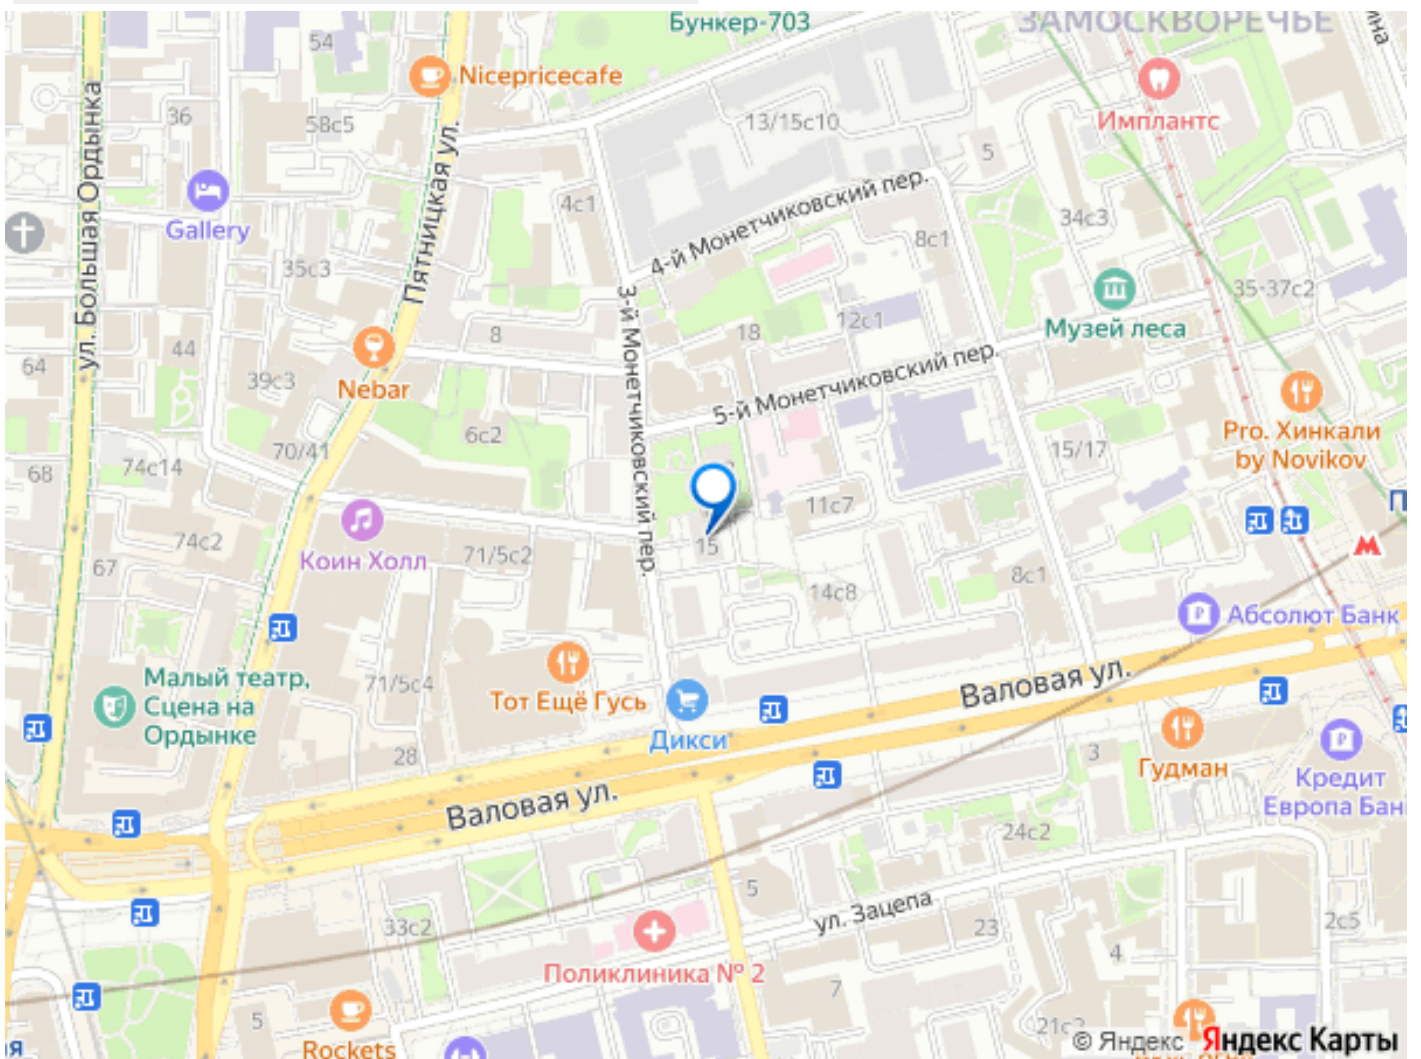 Бункер-703
ЗАМОСКВОРЕЧЬЕ
54
Nicepricecafe
36
58с5
13/15с10
Имплантс
5
ул. Большая Ордынка
Пятницкая ул.
Gallery
4с1
4-й Монетчиковский пер.
34с3
8с1
35с3
3-й Монетчиковский пер.
35-37с2
Музей леса
12с1
18
8
44
64
39с3
Nebar
5-й Монетчиковский пер.
Pro. Хинкали
by Novikov
6с2
70/41
74с14
68
15/17
11с7
74с2
Коин Холл
71/5с2
15
67
8с1
14с8
Абсолют Банк
Малый театр,
Сцена на
Ордынке
71/5с4
Тот Ещё Гусь
Валовая ул.
Дикси
28
3
Гудман
Кредит
Европа Бан
Валовая ул.
24с2
5
33с2
ул. Зацепа
23
2с5
4
Поликлиника № 2
7
5
21с2
Rockets
© Яндекс Яндекс Карты